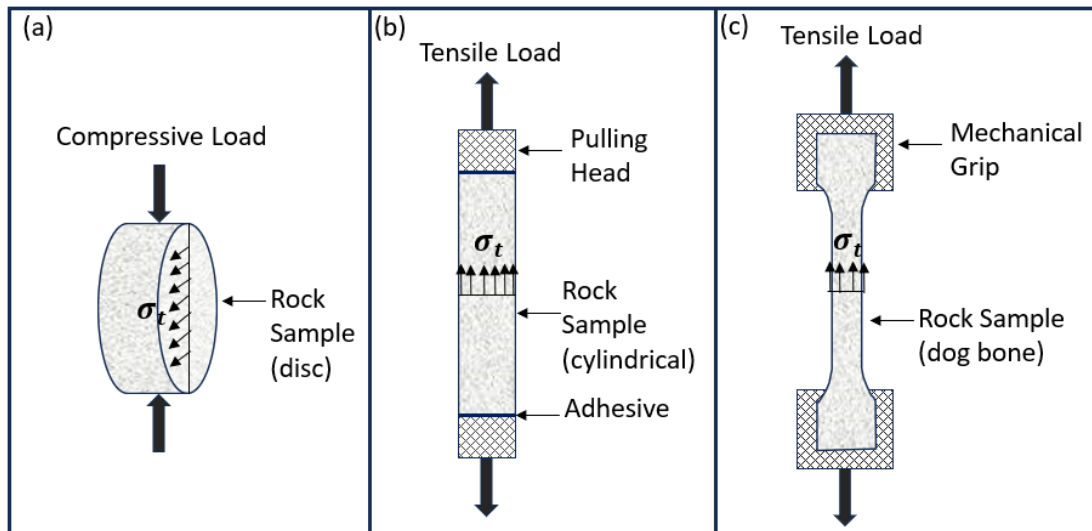 (a)
Compressive Load
σt
Rock
Sample
(disc)
(b)
Tensile Load
Pulling
Head
σt
Rock
Sample
(cylindrical)
Adhesive
(c)
Tensile Load
Mechanical
Grip
σt
Rock Sample
(dog bone)